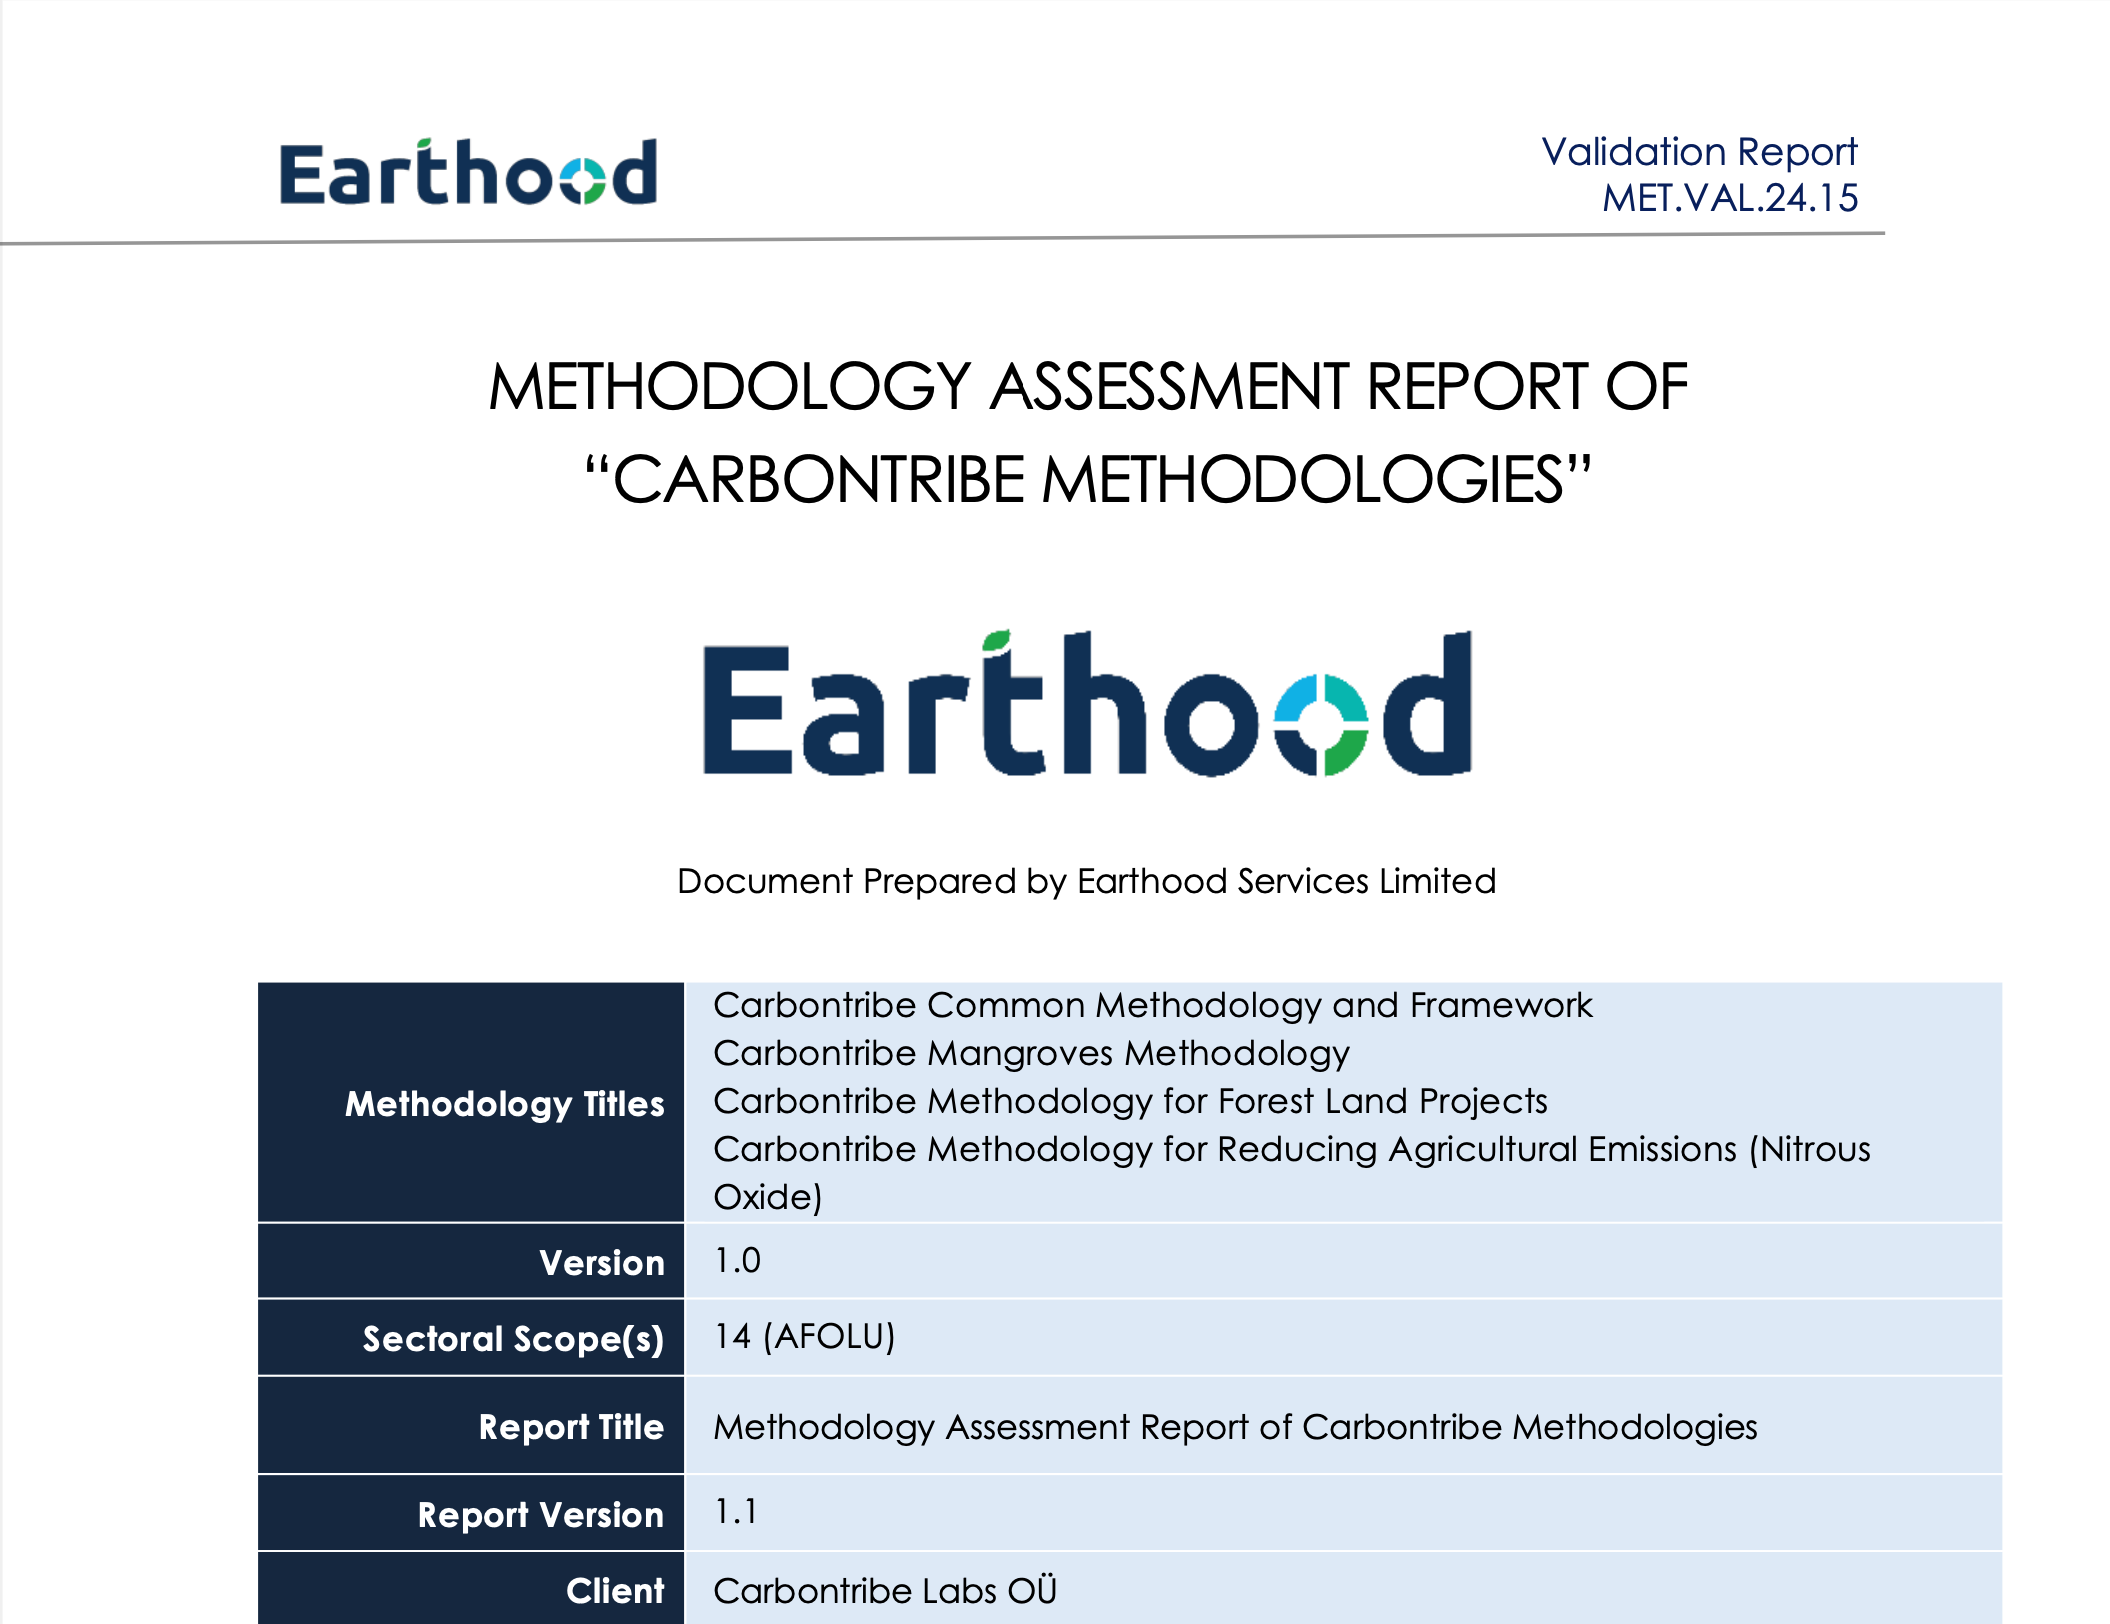 Earthood
Validation Report
MET.VAL.24.15
METHODOLOGY ASSESSMENT REPORT OF
“CARBONTRIBE METHODOLOGIES”
Earthood
Document Prepared by Earthood Services Limited
Methodology Titles
Carbontribe Common Methodology and Framework
Carbontribe Mangroves Methodology
Carbontribe Methodology for Forest Land Projects
Carbontribe Methodology for Reducing Agricultural Emissions (Nitrous
Oxide)
Version
1.0
Sectoral Scope(s)
14 (AFOLU)
Report Title
Methodology Assessment Report of Carbontribe Methodologies
Report Version
1.1
Client
Carbontribe Labs OÜ